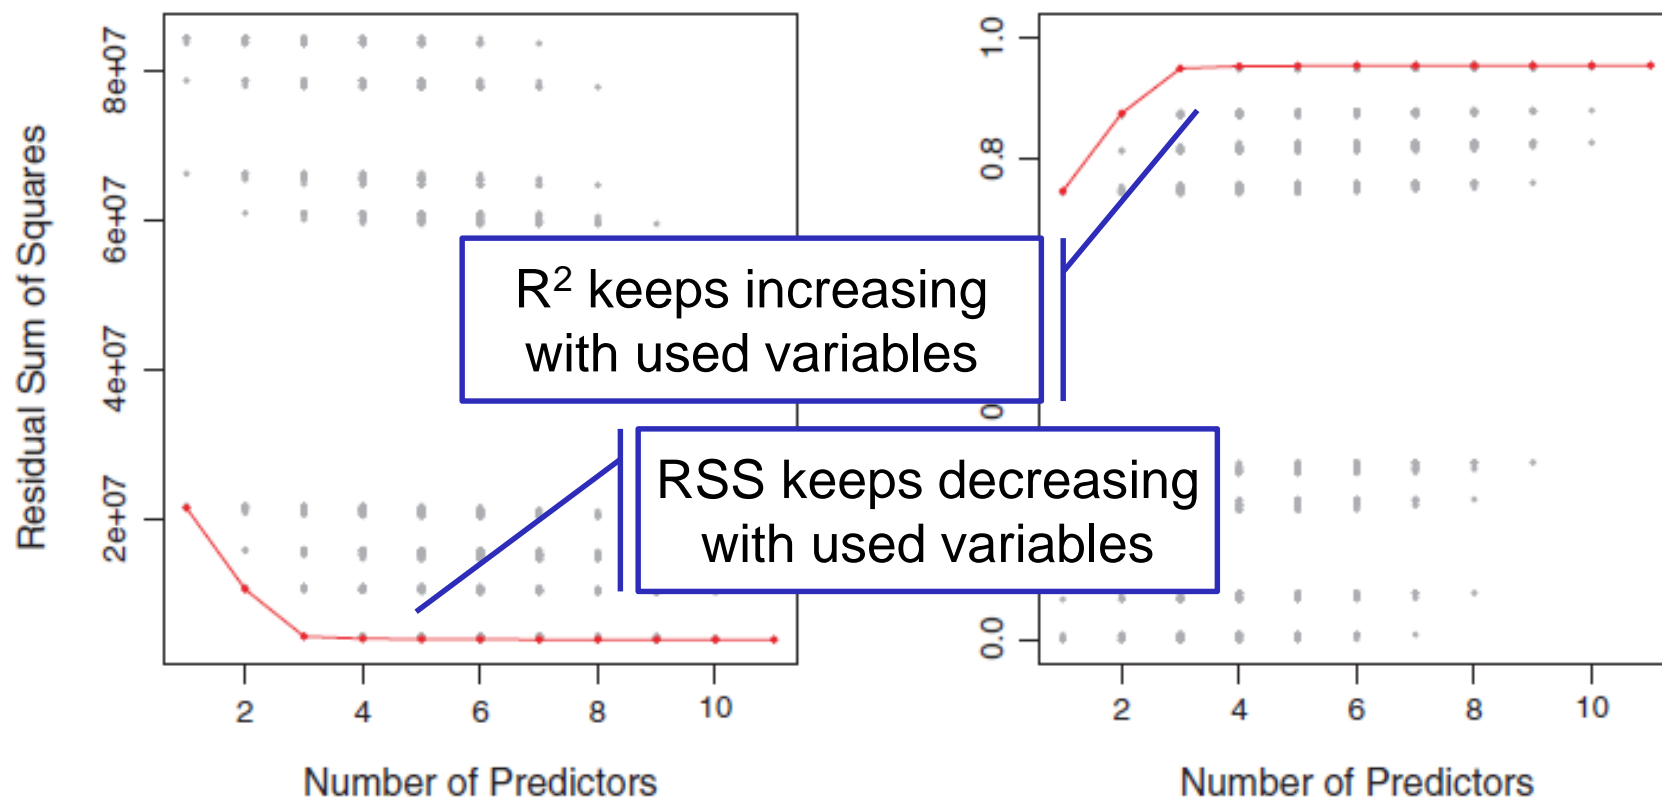 Residual Sum of Squares
8e+07
6e+07
4e+07
2e+07
2 4 6 8 10
Number of Predictors
R² keeps increasing
with used variables
RSS keeps decreasing
with used variables
1.0
0.8
0.0
2 4 6 8 10
Number of Predictors